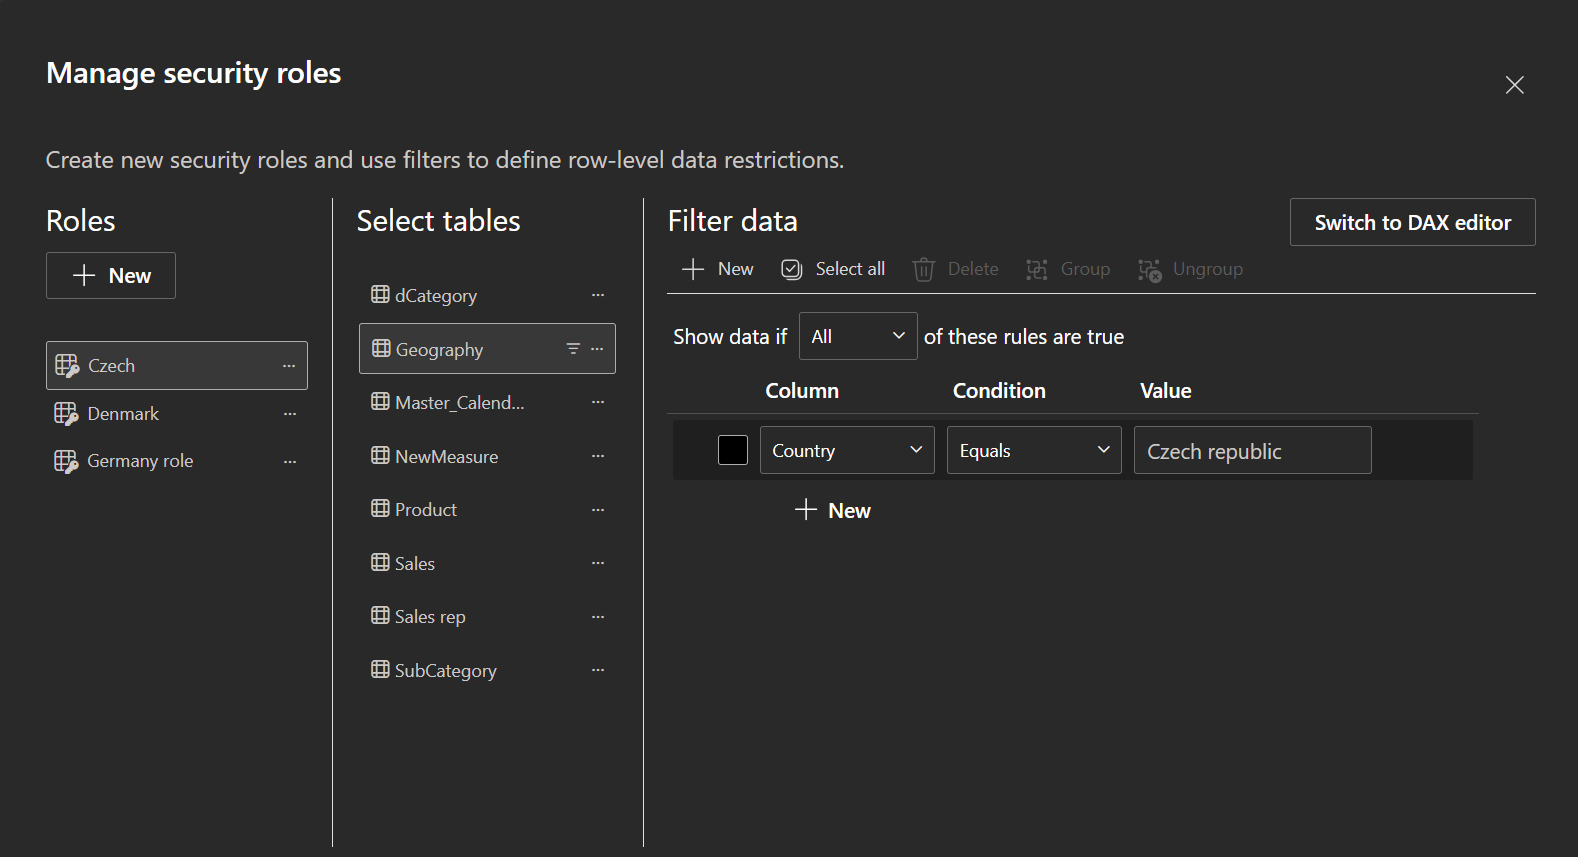 Manage security roles
Create new security roles and use filters to define row-level data restrictions.
Roles
New
Czech
Denmark
Germany role
Select tables
dCategory
Geography
Master_Calend...
NewMeasure
Product
Sales
Sales rep
SubCategory
Filter data
Switch to DAX editor
New Select all Delete Group Ungroup
Show data if All of these rules are true
Column Condition Value
Country Equals Czech republic
New